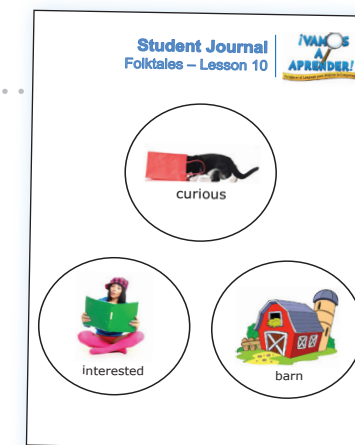 Student Journal
Folktales – Lesson 10
¡VAMOS
A
APRENDER!
curious
interested
barn